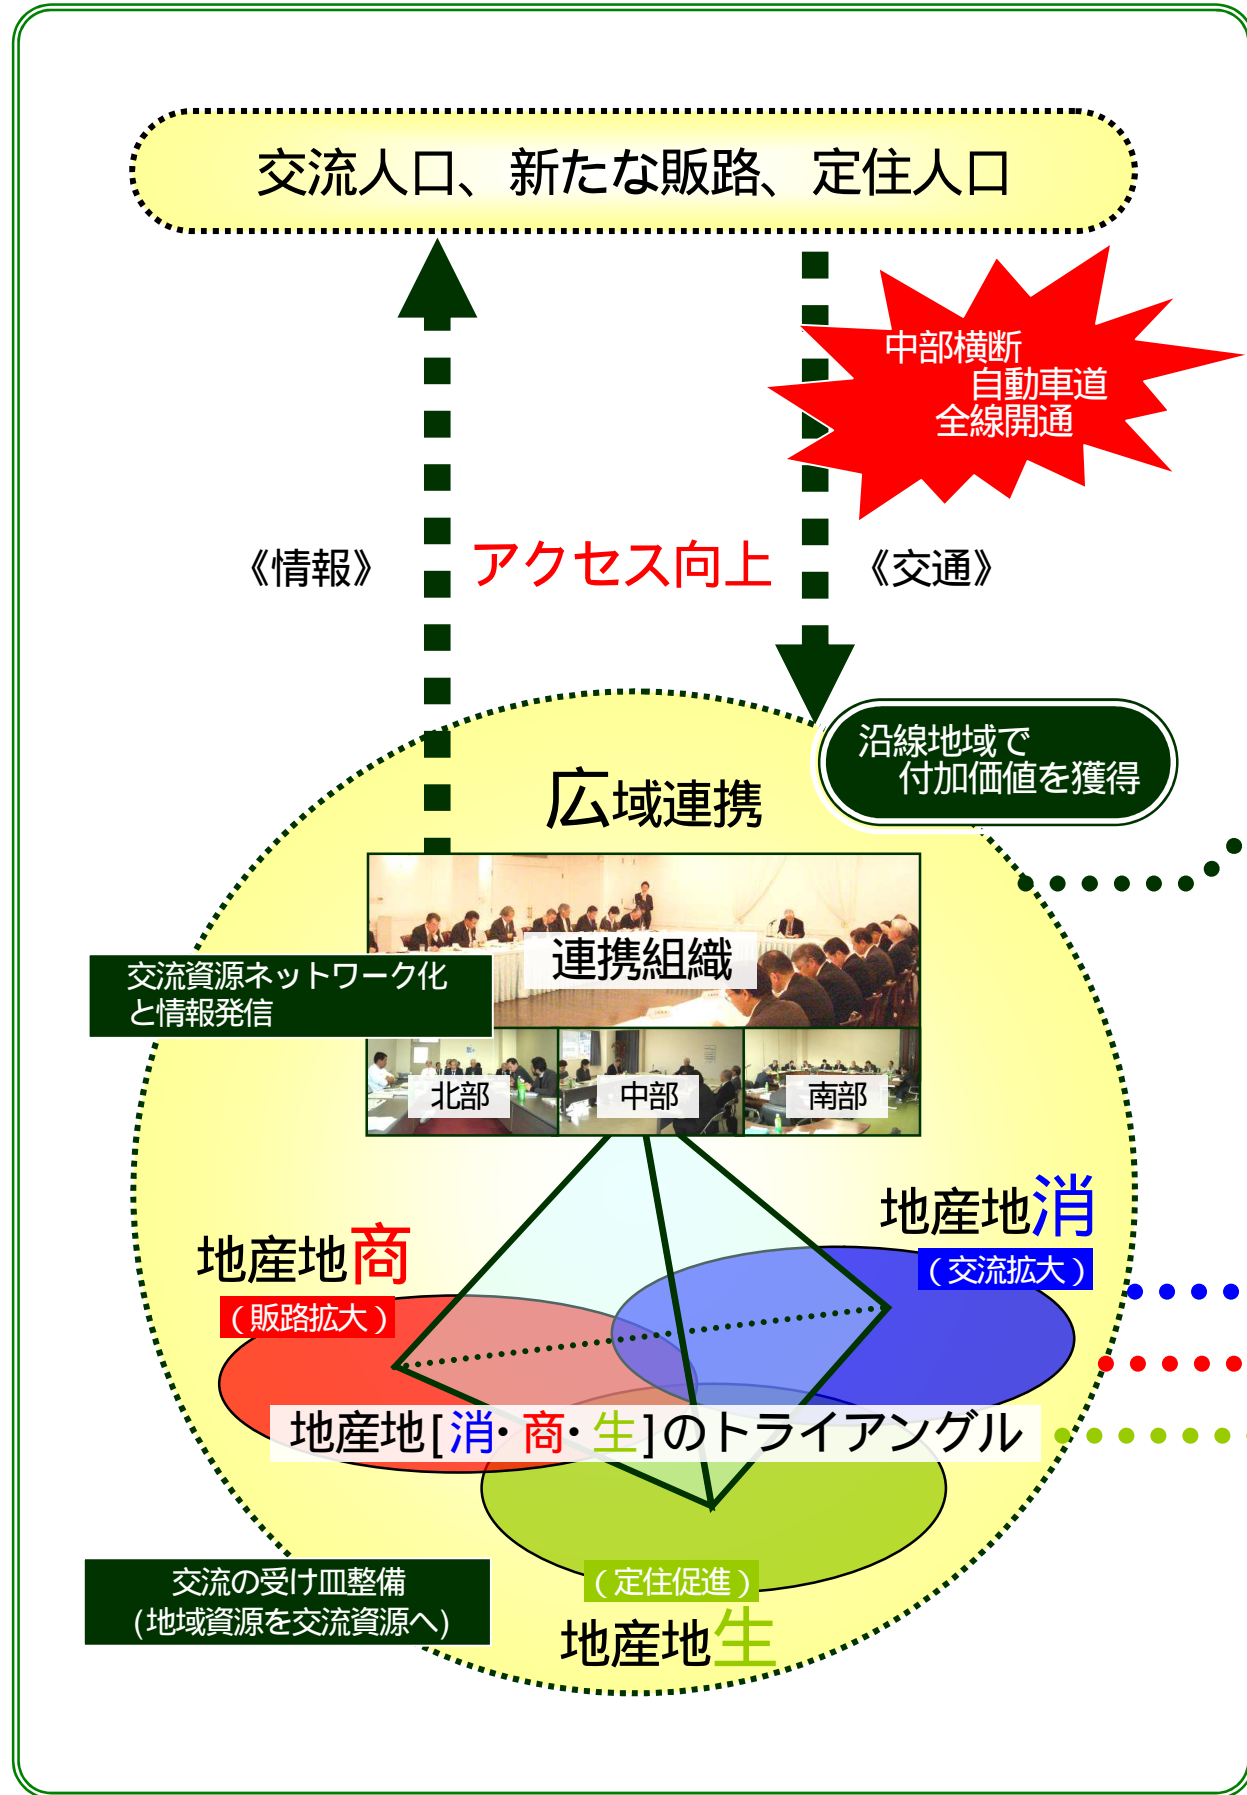 交流人口、新たな販路、定住人口
中部横断
自動車道
全線開通
《情報》
アクセス向上
《交通》
沿線地域で
付加価値を獲得
広域連携
連携組織
交流資源ネットワーク化
と情報発信
北部
中部
南部
地産地消
(交流拡大)
地産地商
(販路拡大)
地産地[消・商・生]のトライアングル
交流の受け皿整備
(地域資源を交流資源へ)
(定住促進)
地産地生